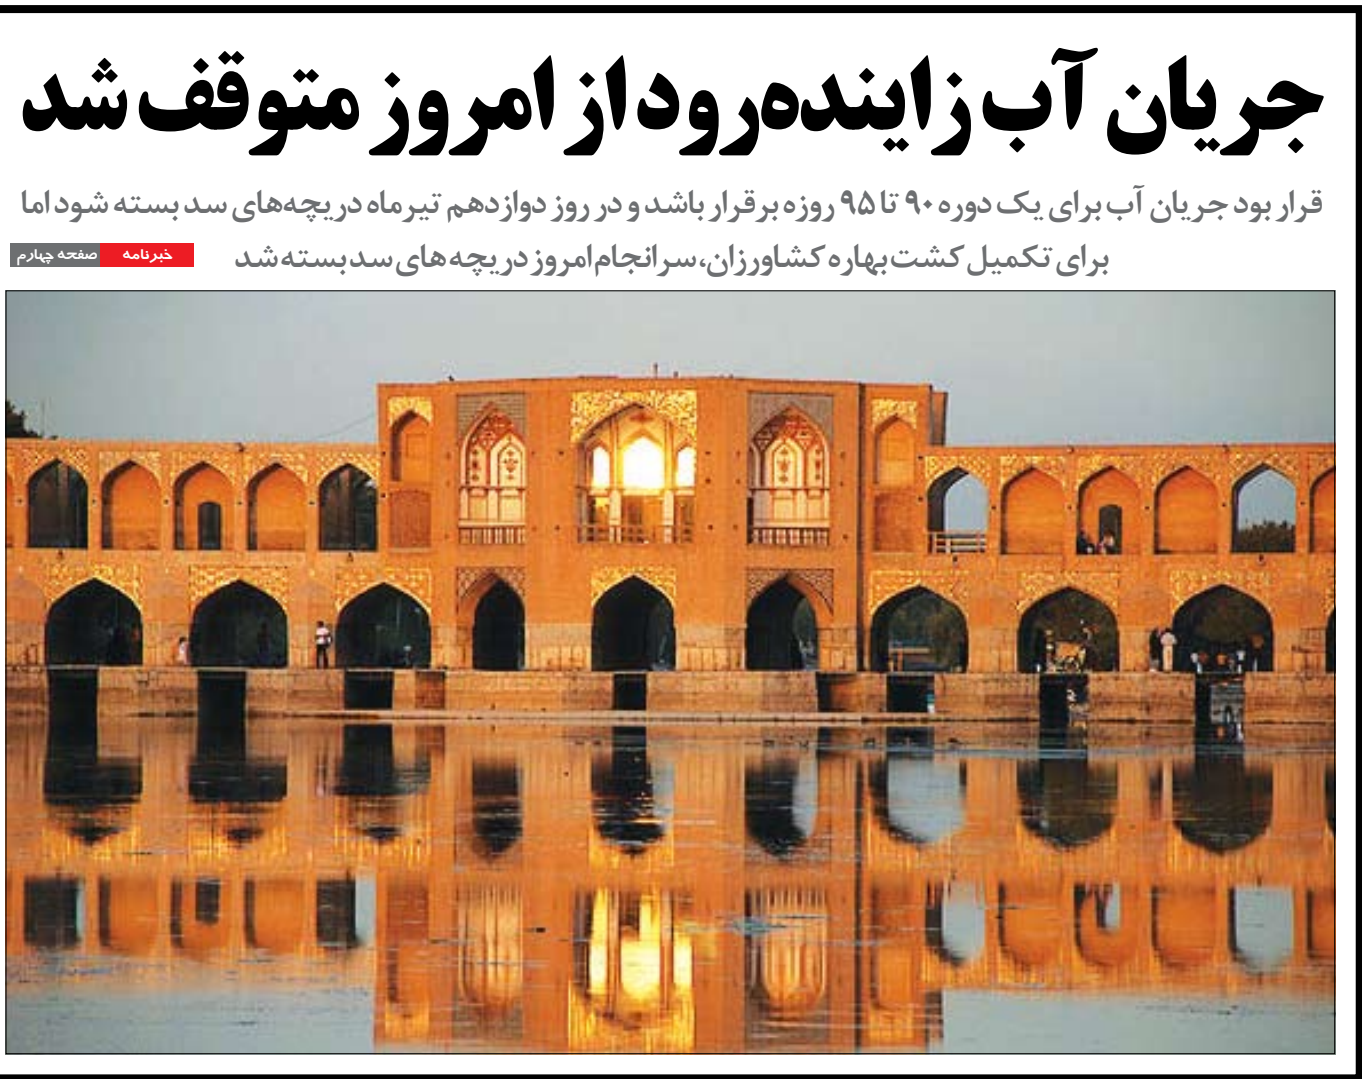 جریان آب زاینده‌رود از امروز متوقف شد
قرار بود جریان آب برای یک دوره ۹۰ تا ۹۵ روزه برقرار باشد و در روز دوازدهم تیرماه دریچه‌های سد بسته شود اما
برای تکمیل کشت بهاره کشاورزان، سرانجام امروز دریچه های سد بسته شد
خبرنامه صفحه چهارم